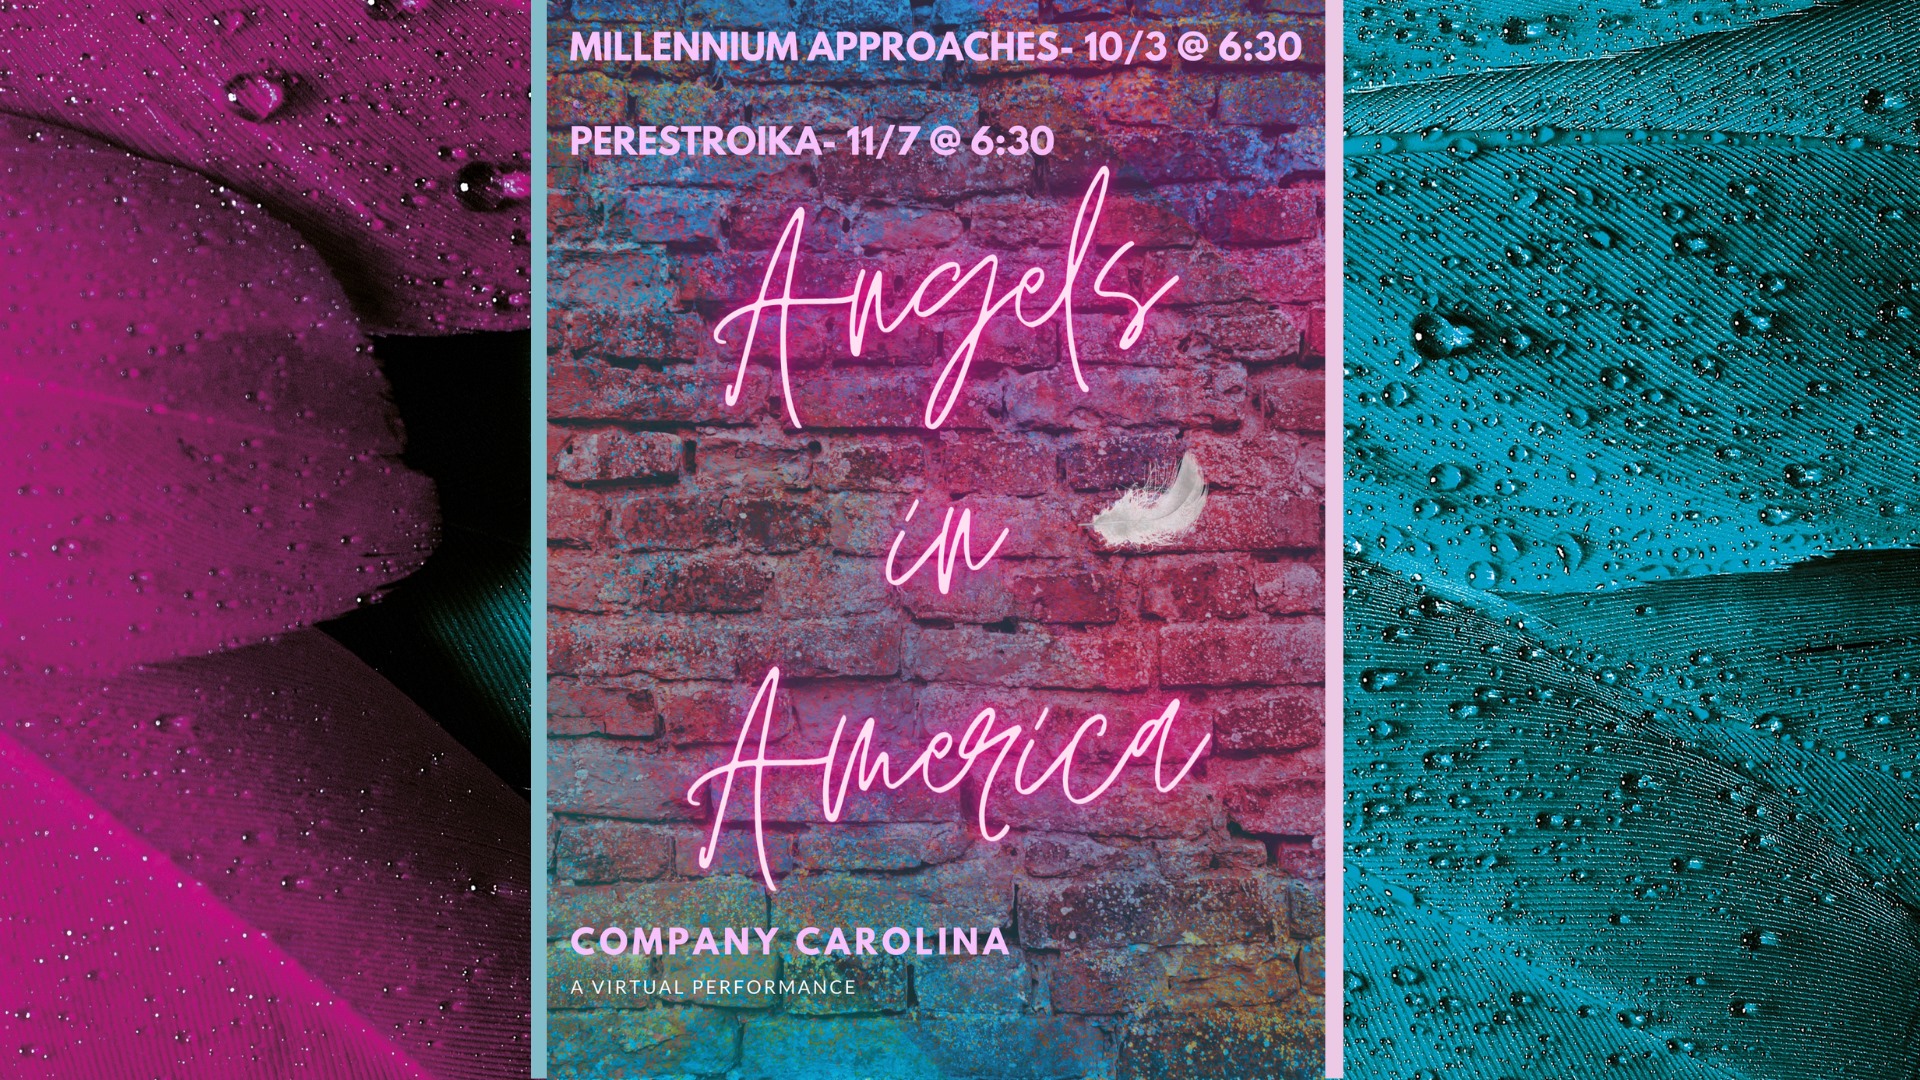 MILLENNIUM APPROACHES- 10/3 @ 6:30
PERESTROIKA- 11/7 @ 6:30
Angels
in
America
COMPANY CAROLINA
A VIRTUAL PERFORMANCE